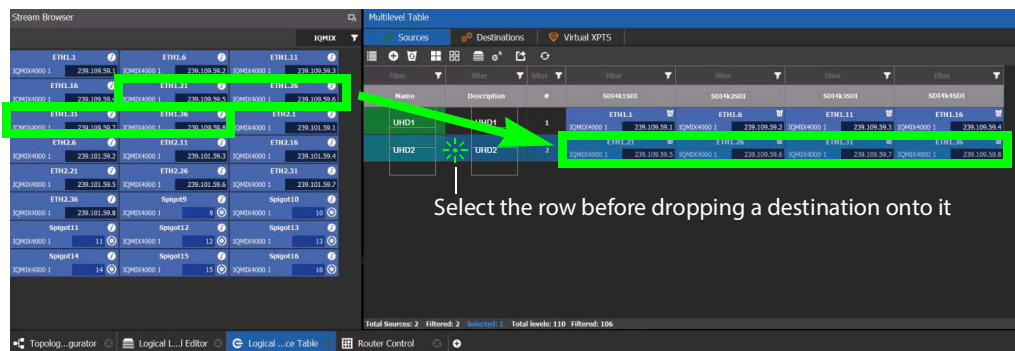 Stream Browser
IQMIX
ETH1.1 ETH1.6 ETH1.11
IQMIX4000 1 239.109.59.1 IQMIX4000 1 239.109.59.2 IQMIX4000 1 239.109.59.3
ETH1.16 ETH1.21 ETH1.26
IQMIX4000 1 239.109.59.4 IQMIX4000 1 239.109.59.5 IQMIX4000 1 239.109.59.6
ETH1.31 ETH1.36 ETH2.1
IQMIX4000 1 239.109.59.7 IQMIX4000 1 239.109.59.8 IQMIX4000 1 239.101.59.1
ETH2.6 ETH2.11 ETH2.16
IQMIX4000 1 239.101.59.2 IQMIX4000 1 239.101.59.3 IQMIX4000 1 239.101.59.4
ETH2.21 ETH2.26 ETH2.31
IQMIX4000 1 239.101.59.5 IQMIX4000 1 239.101.59.6 IQMIX4000 1 239.101.59.7
ETH2.36 Spigot9 Spigot10
IQMIX4000 1 239.101.59.8 IQMIX4000 1 9 IQMIX4000 1 10
Spigot11 Spigot12 Spigot13
IQMIX4000 1 11 IQMIX4000 1 12 IQMIX4000 1 13
Spigot14 Spigot15 Spigot16
IQMIX4000 1 14 IQMIX4000 1 15 IQMIX4000 1 16
Multilevel Table
Sources Destinations Virtual XPTS
filter filter filter filter filter filter filter
Name Description # SDI4k1SDI SDI4k2SDI SDI4k3SDI SDI4k4SDI
UHD1 UHD1 1 ETH1.1 ETH1.6 ETH1.11 ETH1.16
IQMIX4000 1 239.109.59.1 IQMIX4000 1 239.109.59.2 IQMIX4000 1 239.109.59.3 IQMIX4000 1 239.109.59.4
UHD2 UHD2 2 ETH1.21 ETH1.26 ETH1.31 ETH1.36
IQMIX4000 1 239.109.59.5 IQMIX4000 1 239.109.59.6 IQMIX4000 1 239.109.59.7 IQMIX4000 1 239.109.59.8
Select the row before dropping a destination onto it
Total Sources: 2 Filtered: 2 Selected: 1 Total levels: 110 Filtered: 106
Topolog...gurator Logical L...l Editor Logical ...ce Table Router Control